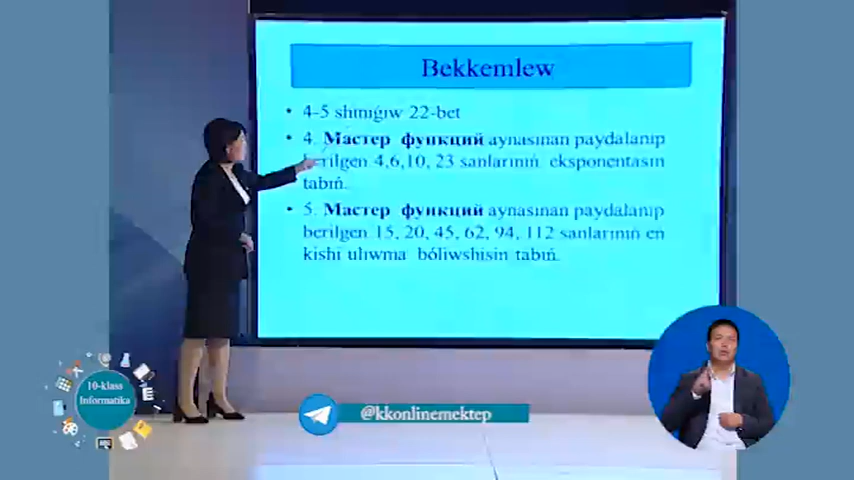 Bekkemlew
• 4-5 shınıǵıw 22-bet
• 4. Мастер функций aynasınan paydalanıp
berilgen 4,6,10, 23 sanlarınıń eksponentasın
tabıń.
• 5. Мастер функций aynasınan paydalanıp
berilgen 15, 20, 45, 62, 94, 112 sanlarınıń eń
kishi ulıwma bóliwshisin tabıń.
10-klass
Informatika
@kkonlinemektep